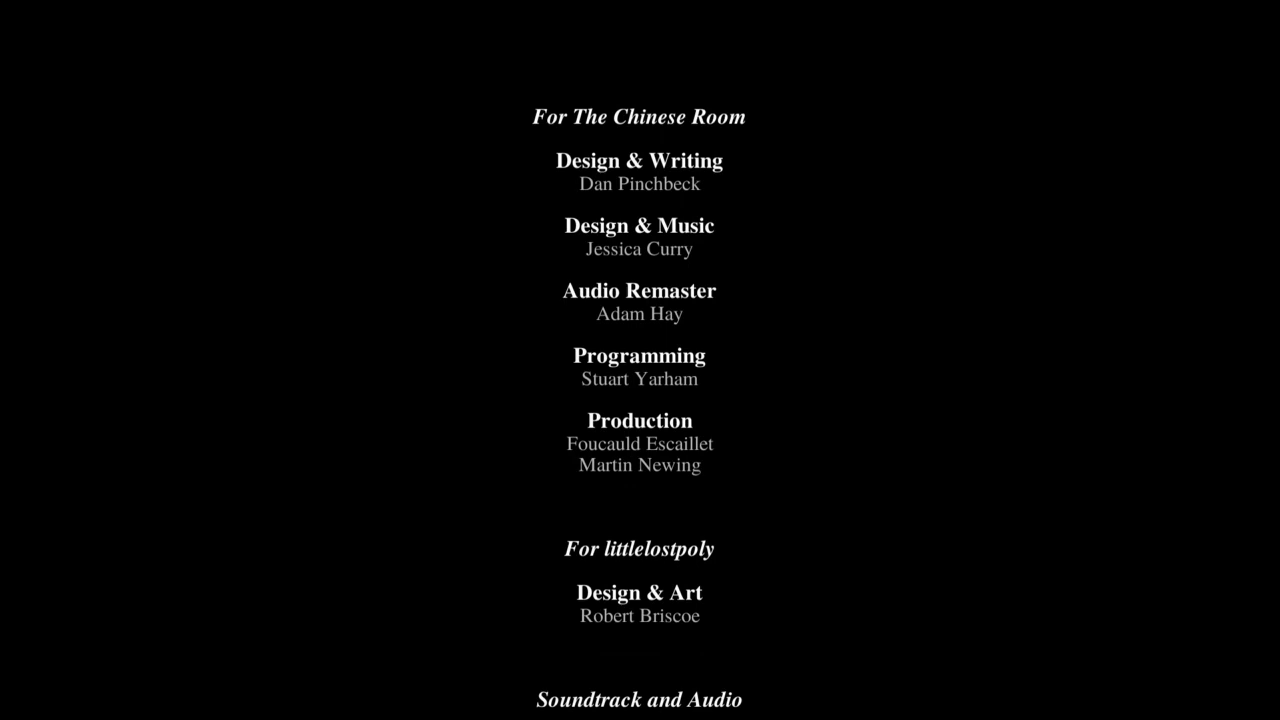 For The Chinese Room
Design & Writing
Dan Pinchbeck
Design & Music
Jessica Curry
Audio Remaster
Adam Hay
Programming
Stuart Yarham
Production
Foucauld Escaillet
Martin Newing
For littlelostpoly
Design & Art
Robert Briscoe
Soundtrack and Audio